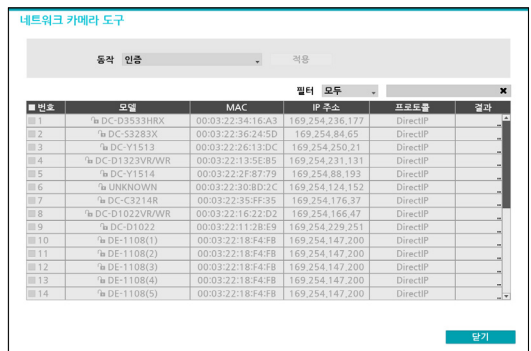 네트워크 카메라 도구
동작 인증 적용
필터 모두
번호 모델 MAC IP 주소 프로토콜 결과
1 DC-D3533HRX 00:03:22:34:16:A3 169,254,236,177 DirectIP ...
2 DC-S3283X 00:03:22:36:24:5D 169,254,84,65 DirectIP ...
3 DC-Y1513 00:03:22:26:13:DC 169,254,250,21 DirectIP ...
4 DC-D1323VR/WR 00:03:22:13:5E:B5 169,254,231,131 DirectIP ...
5 DC-Y1514 00:03:22:2F:87:79 169,254,88,193 DirectIP ...
6 UNKNOWN 00:03:22:30:BD:2C 169,254,124,152 DirectIP ...
7 DC-C3214R 00:03:22:35:FF:35 169,254,176,37 DirectIP ...
8 DC-D1022VR/WR 00:03:22:16:22:D2 169,254,166,47 DirectIP ...
9 DC-D1022 00:03:22:11:2B:E9 169,254,229,251 DirectIP ...
10 DE-1108(1) 00:03:22:18:F4:FB 169,254,147,200 DirectIP ...
11 DE-1108(2) 00:03:22:18:F4:FB 169,254,147,200 DirectIP ...
12 DE-1108(3) 00:03:22:18:F4:FB 169,254,147,200 DirectIP ...
13 DE-1108(4) 00:03:22:18:F4:FB 169,254,147,200 DirectIP ...
14 DE-1108(5) 00:03:22:18:F4:FB 169,254,147,200 DirectIP ...
닫기